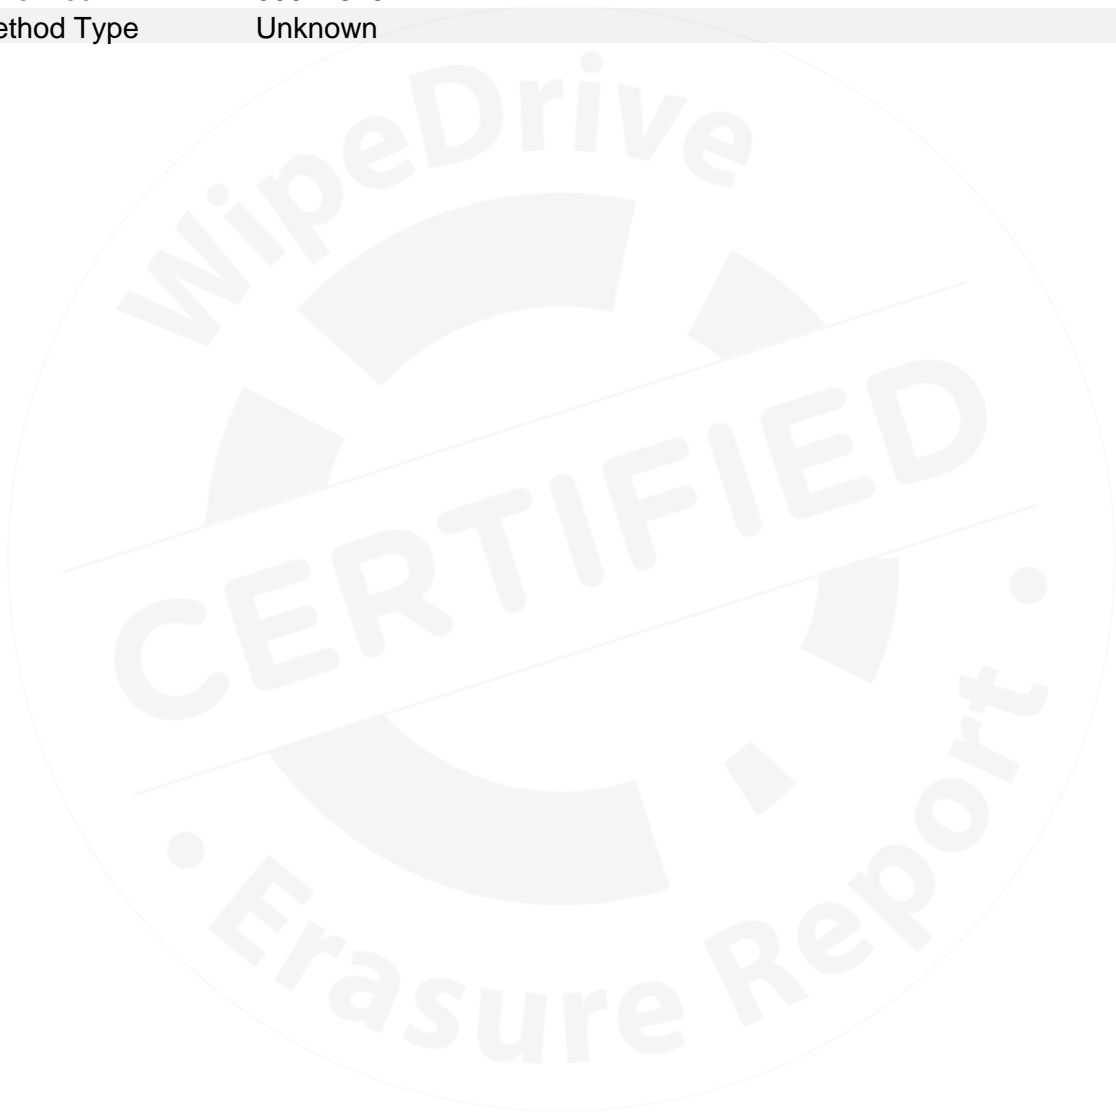 ethod Type Unknown
WipeDrive
CERTIFIED
• Erasure Report •